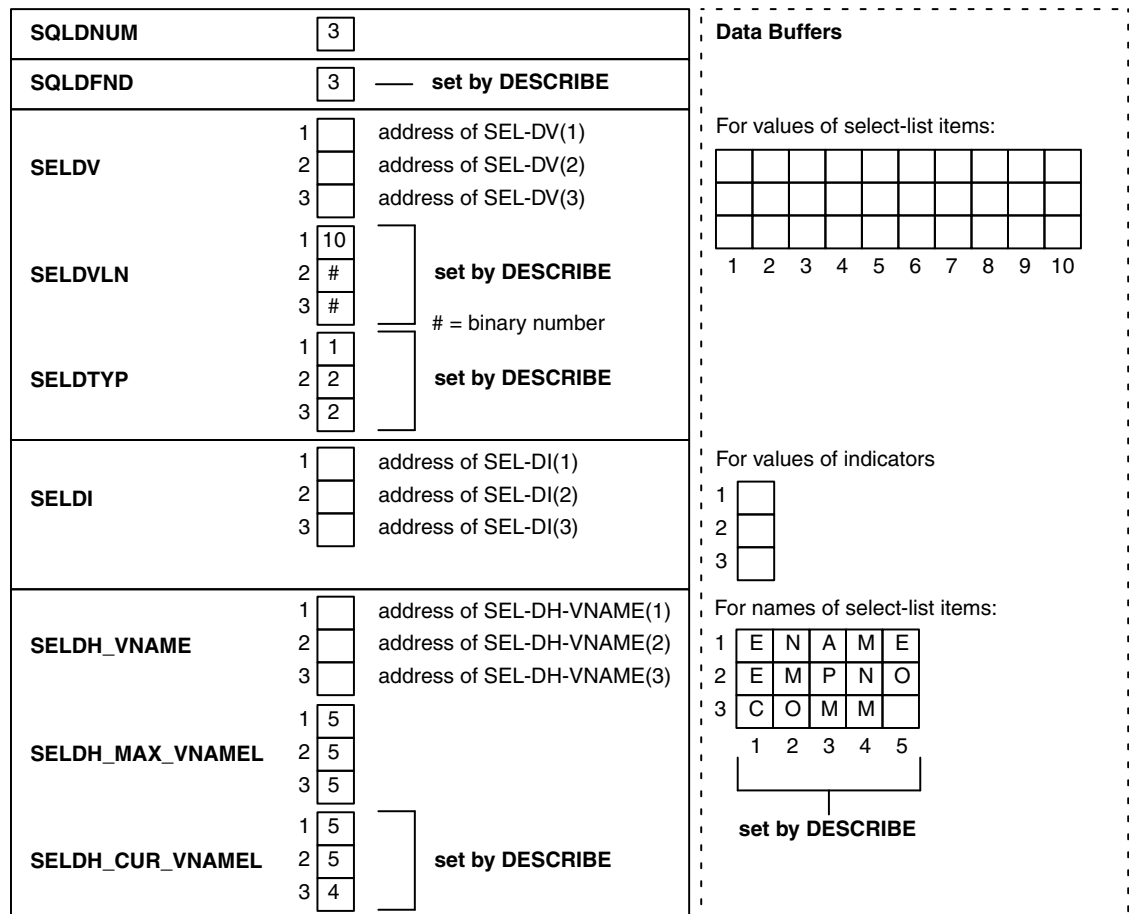 SQLDNUM 3
SQLDFND 3 set by DESCRIBE
SELDV
1 address of SEL-DV(1)
2 address of SEL-DV(2)
3 address of SEL-DV(3)
SELDVLN
1 10
2 #
3 #
set by DESCRIBE
# = binary number
SELDTYP
1 1
2 2
3 2
set by DESCRIBE
SELDI
1 address of SEL-DI(1)
2 address of SEL-DI(2)
3 address of SEL-DI(3)
SELDH_VNAME
1 address of SEL-DH-VNAME(1)
2 address of SEL-DH-VNAME(2)
3 address of SEL-DH-VNAME(3)
SELDH_MAX_VNAMEL
1 5
2 5
3 5
SELDH_CUR_VNAMEL
1 5
2 5
3 4
set by DESCRIBE
Data Buffers
For values of select-list items:
1 2 3 4 5 6 7 8 9 10
For values of indicators
1
2
3
For names of select-list items:
1 E N A M E
2 E M P N O
3 C O M M
1 2 3 4 5
set by DESCRIBE